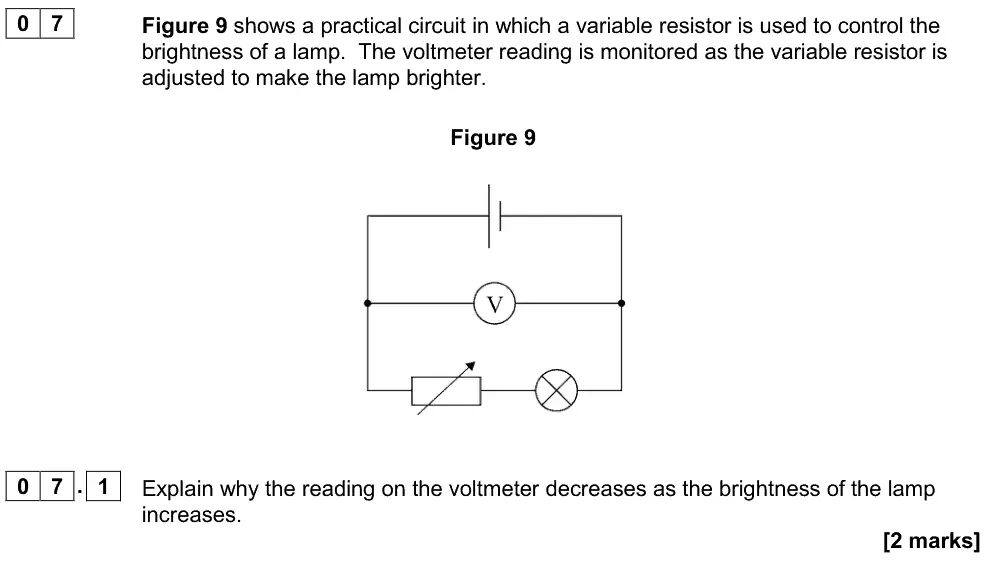 0 7 Figure 9 shows a practical circuit in which a variable resistor is used to control the
brightness of a lamp. The voltmeter reading is monitored as the variable resistor is
adjusted to make the lamp brighter.
Figure 9
V
0 7 . 1 Explain why the reading on the voltmeter decreases as the brightness of the lamp
increases.
[2 marks]